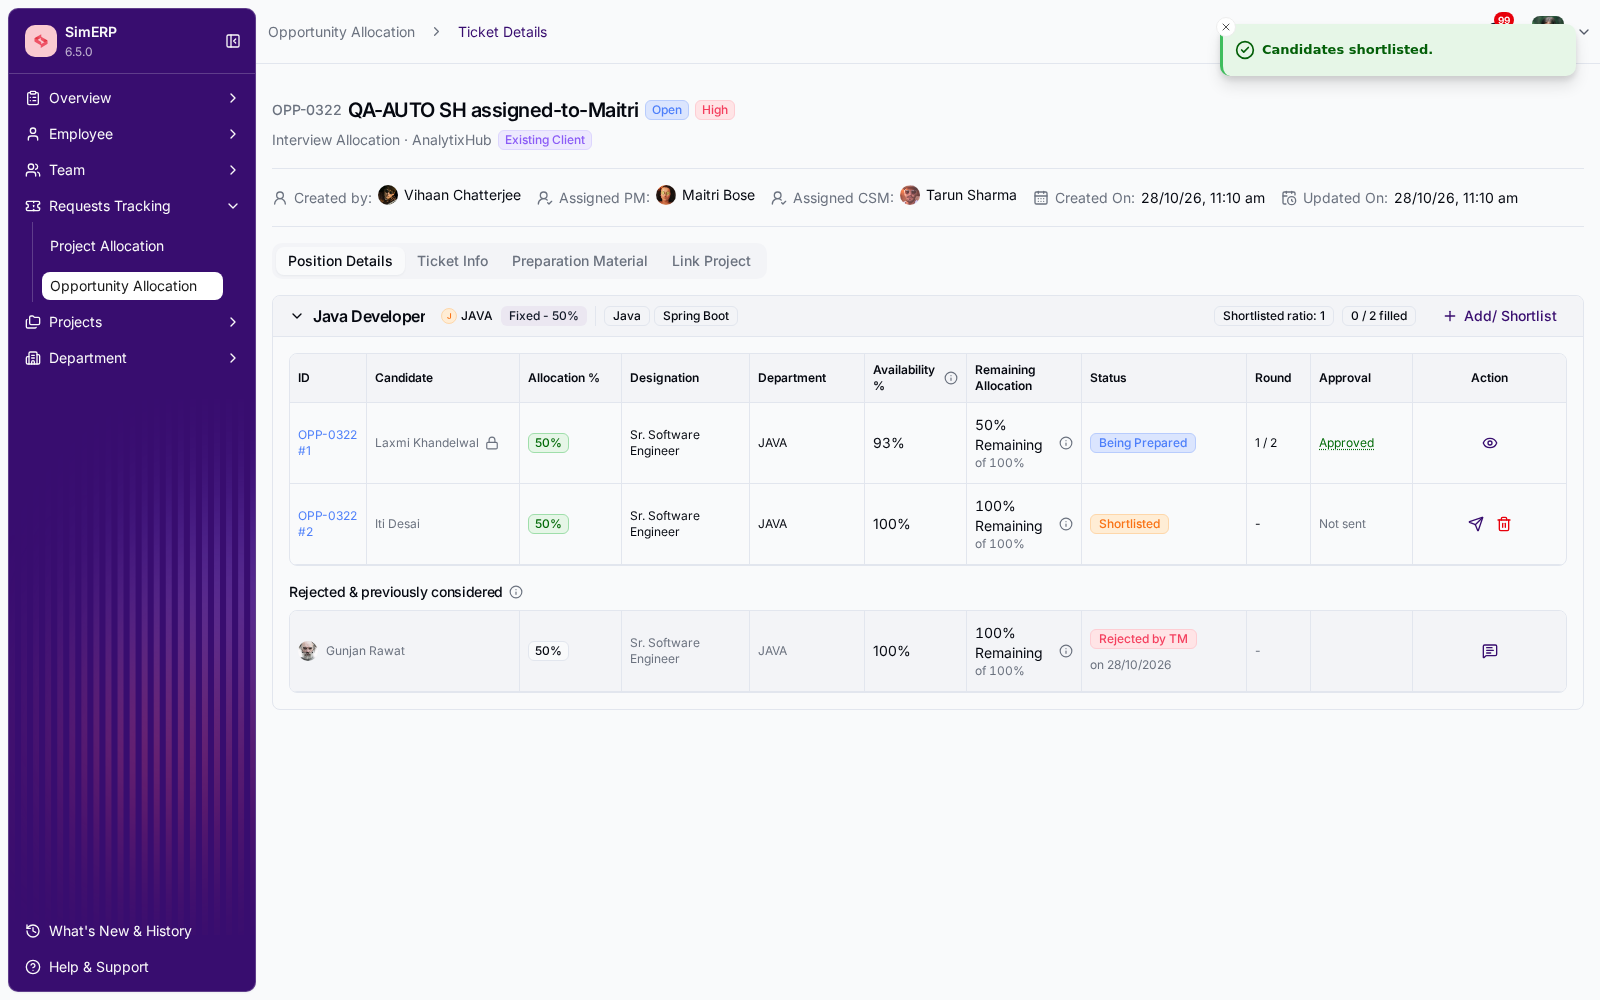 SimERP
6.5.0
Overview
Employee
Team
Requests Tracking
Project Allocation
Opportunity Allocation
Projects
Department
What's New & History
Help & Support
Opportunity Allocation
Ticket Details
99
Candidates shortlisted.
OPP-0322 QA-AUTO SH assigned-to-Maitri Open High
Interview Allocation · AnalytixHub Existing Client
Created by: Vihaan Chatterjee Assigned PM: Maitri Bose Assigned CSM: Tarun Sharma Created On: 28/10/26, 11:10 am Updated On: 28/10/26, 11:10 am
Position Details Ticket Info Preparation Material Link Project
Java Developer J JAVA Fixed - 50% Java Spring Boot Shortlisted ratio: 1 0 / 2 filled Add/ Shortlist
ID Candidate Allocation % Designation Department Availability % Remaining Allocation Status Round Approval Action
OPP-0322 #1 Laxmi Khandelwal 50% Sr. Software Engineer JAVA 93% 50% Remaining of 100% Being Prepared 1 / 2 Approved
OPP-0322 #2 Iti Desai 50% Sr. Software Engineer JAVA 100% 100% Remaining of 100% Shortlisted - Not sent
Rejected & previously considered
Gunjan Rawat 50% Sr. Software Engineer JAVA 100% 100% Remaining of 100% Rejected by TM on 28/10/2026 -